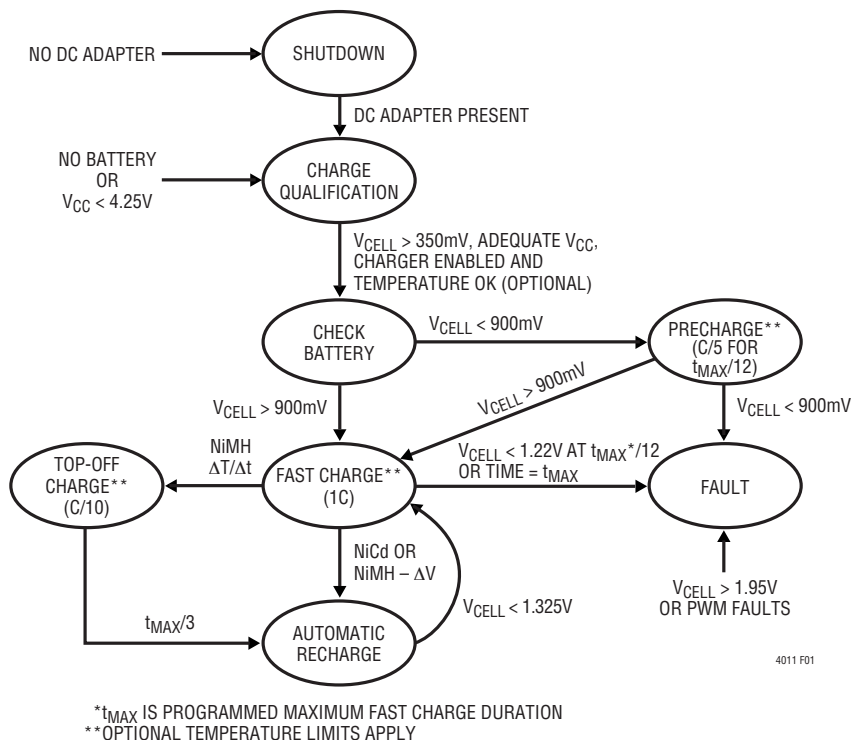 NO DC ADAPTER
SHUTDOWN
DC ADAPTER PRESENT
NO BATTERY
OR
VCC < 4.25V
CHARGE
QUALIFICATION
VCELL > 350mV, ADEQUATE VCC,
CHARGER ENABLED AND
TEMPERATURE OK (OPTIONAL)
CHECK
BATTERY
VCELL < 900mV
PRECHARGE**
(C/5 FOR
tMAX/12)
VCELL > 900mV
VCELL > 900mV
VCELL < 900mV
TOP-OFF
CHARGE**
(C/10)
NiMH
ΔT/Δt
FAST CHARGE**
(1C)
VCELL < 1.22V AT tMAX*/12
OR TIME = tMAX
FAULT
NiCd OR
NiMH – ΔV
VCELL < 1.325V
VCELL > 1.95V
OR PWM FAULTS
tMAX/3
AUTOMATIC
RECHARGE
4011 F01
*tMAX IS PROGRAMMED MAXIMUM FAST CHARGE DURATION
**OPTIONAL TEMPERATURE LIMITS APPLY